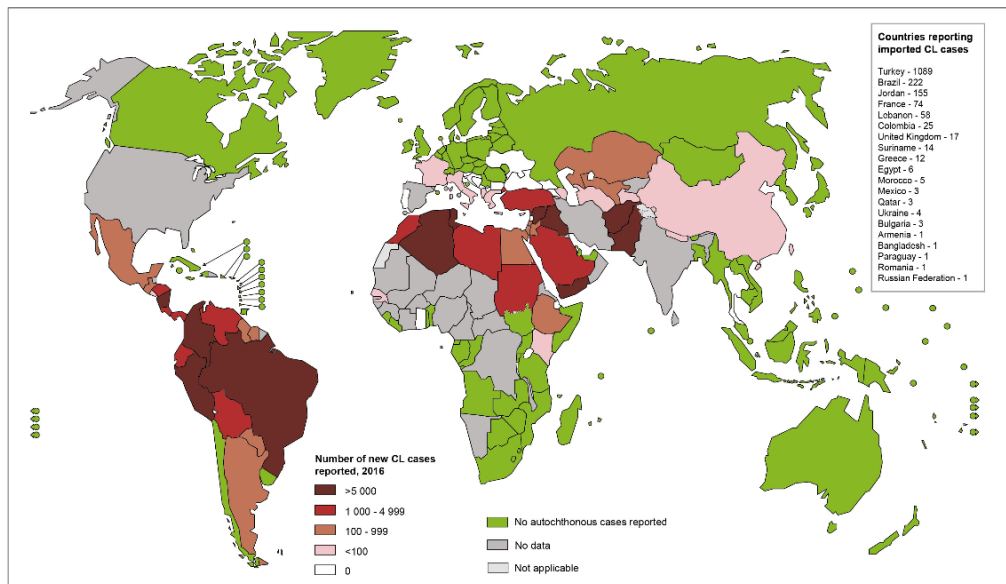 Countries reporting
imported CL cases
Turkey - 1089
Brazil - 222
Jordan - 155
France - 74
Lebanon - 58
Colombia - 25
United Kingdom - 17
Suriname - 14
Greece - 12
Egypt - 6
Morocco - 5
Mexico - 3
Qatar - 3
Ukraine - 4
Bulgaria - 3
Armenia - 1
Bangladesh - 1
Paraguay - 1
Romania - 1
Russian Federation - 1
Number of new CL cases
reported, 2016
>5 000
1 000 - 4 999
100 - 999
<100
0
No autochthonous cases reported
No data
Not applicable